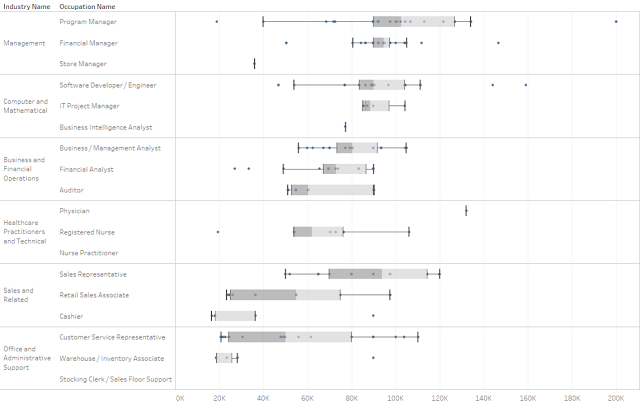 Industry Name Occupation Name
Management
Program Manager
Financial Manager
Store Manager
Computer and
Mathematical
Software Developer / Engineer
IT Project Manager
Business Intelligence Analyst
Business and
Financial
Operations
Business / Management Analyst
Financial Analyst
Auditor
Healthcare
Practitioners
and Technical
Physician
Registered Nurse
Nurse Practitioner
Sales and
Related
Sales Representative
Retail Sales Associate
Cashier
Office and
Administrative
Support
Customer Service Representative
Warehouse / Inventory Associate
Stocking Clerk / Sales Floor Support
0K 20K 40K 60K 80K 100K 120K 140K 160K 180K 200K